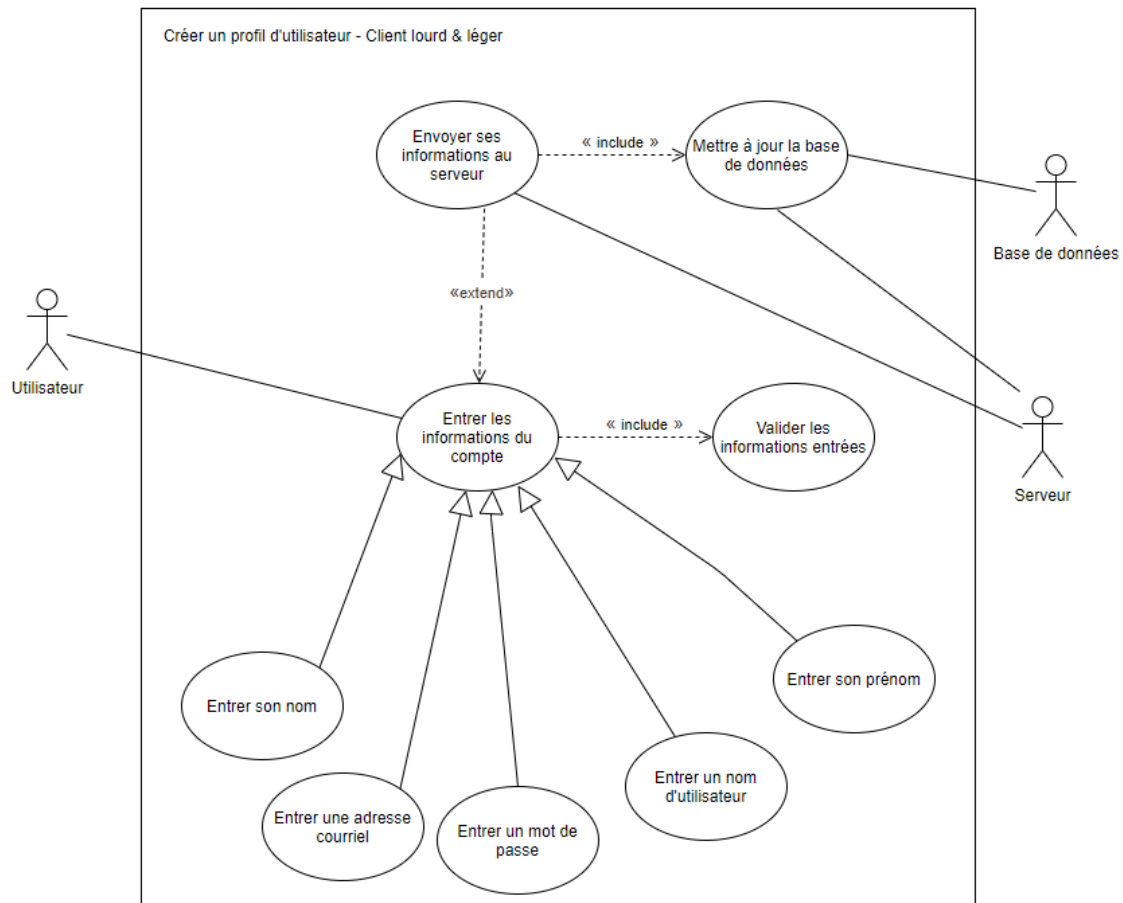 Créer un profil d'utilisateur - Client lourd & léger
Envoyer ses
informations au
serveur
« include »
Mettre à jour la base
de données
Base de données
«extend»
Utilisateur
Entrer les
informations du
compte
« include »
Valider les
informations entrées
Serveur
Entrer son prénom
Entrer son nom
Entrer un nom
d'utilisateur
Entrer une adresse
courriel
Entrer un mot de
passe